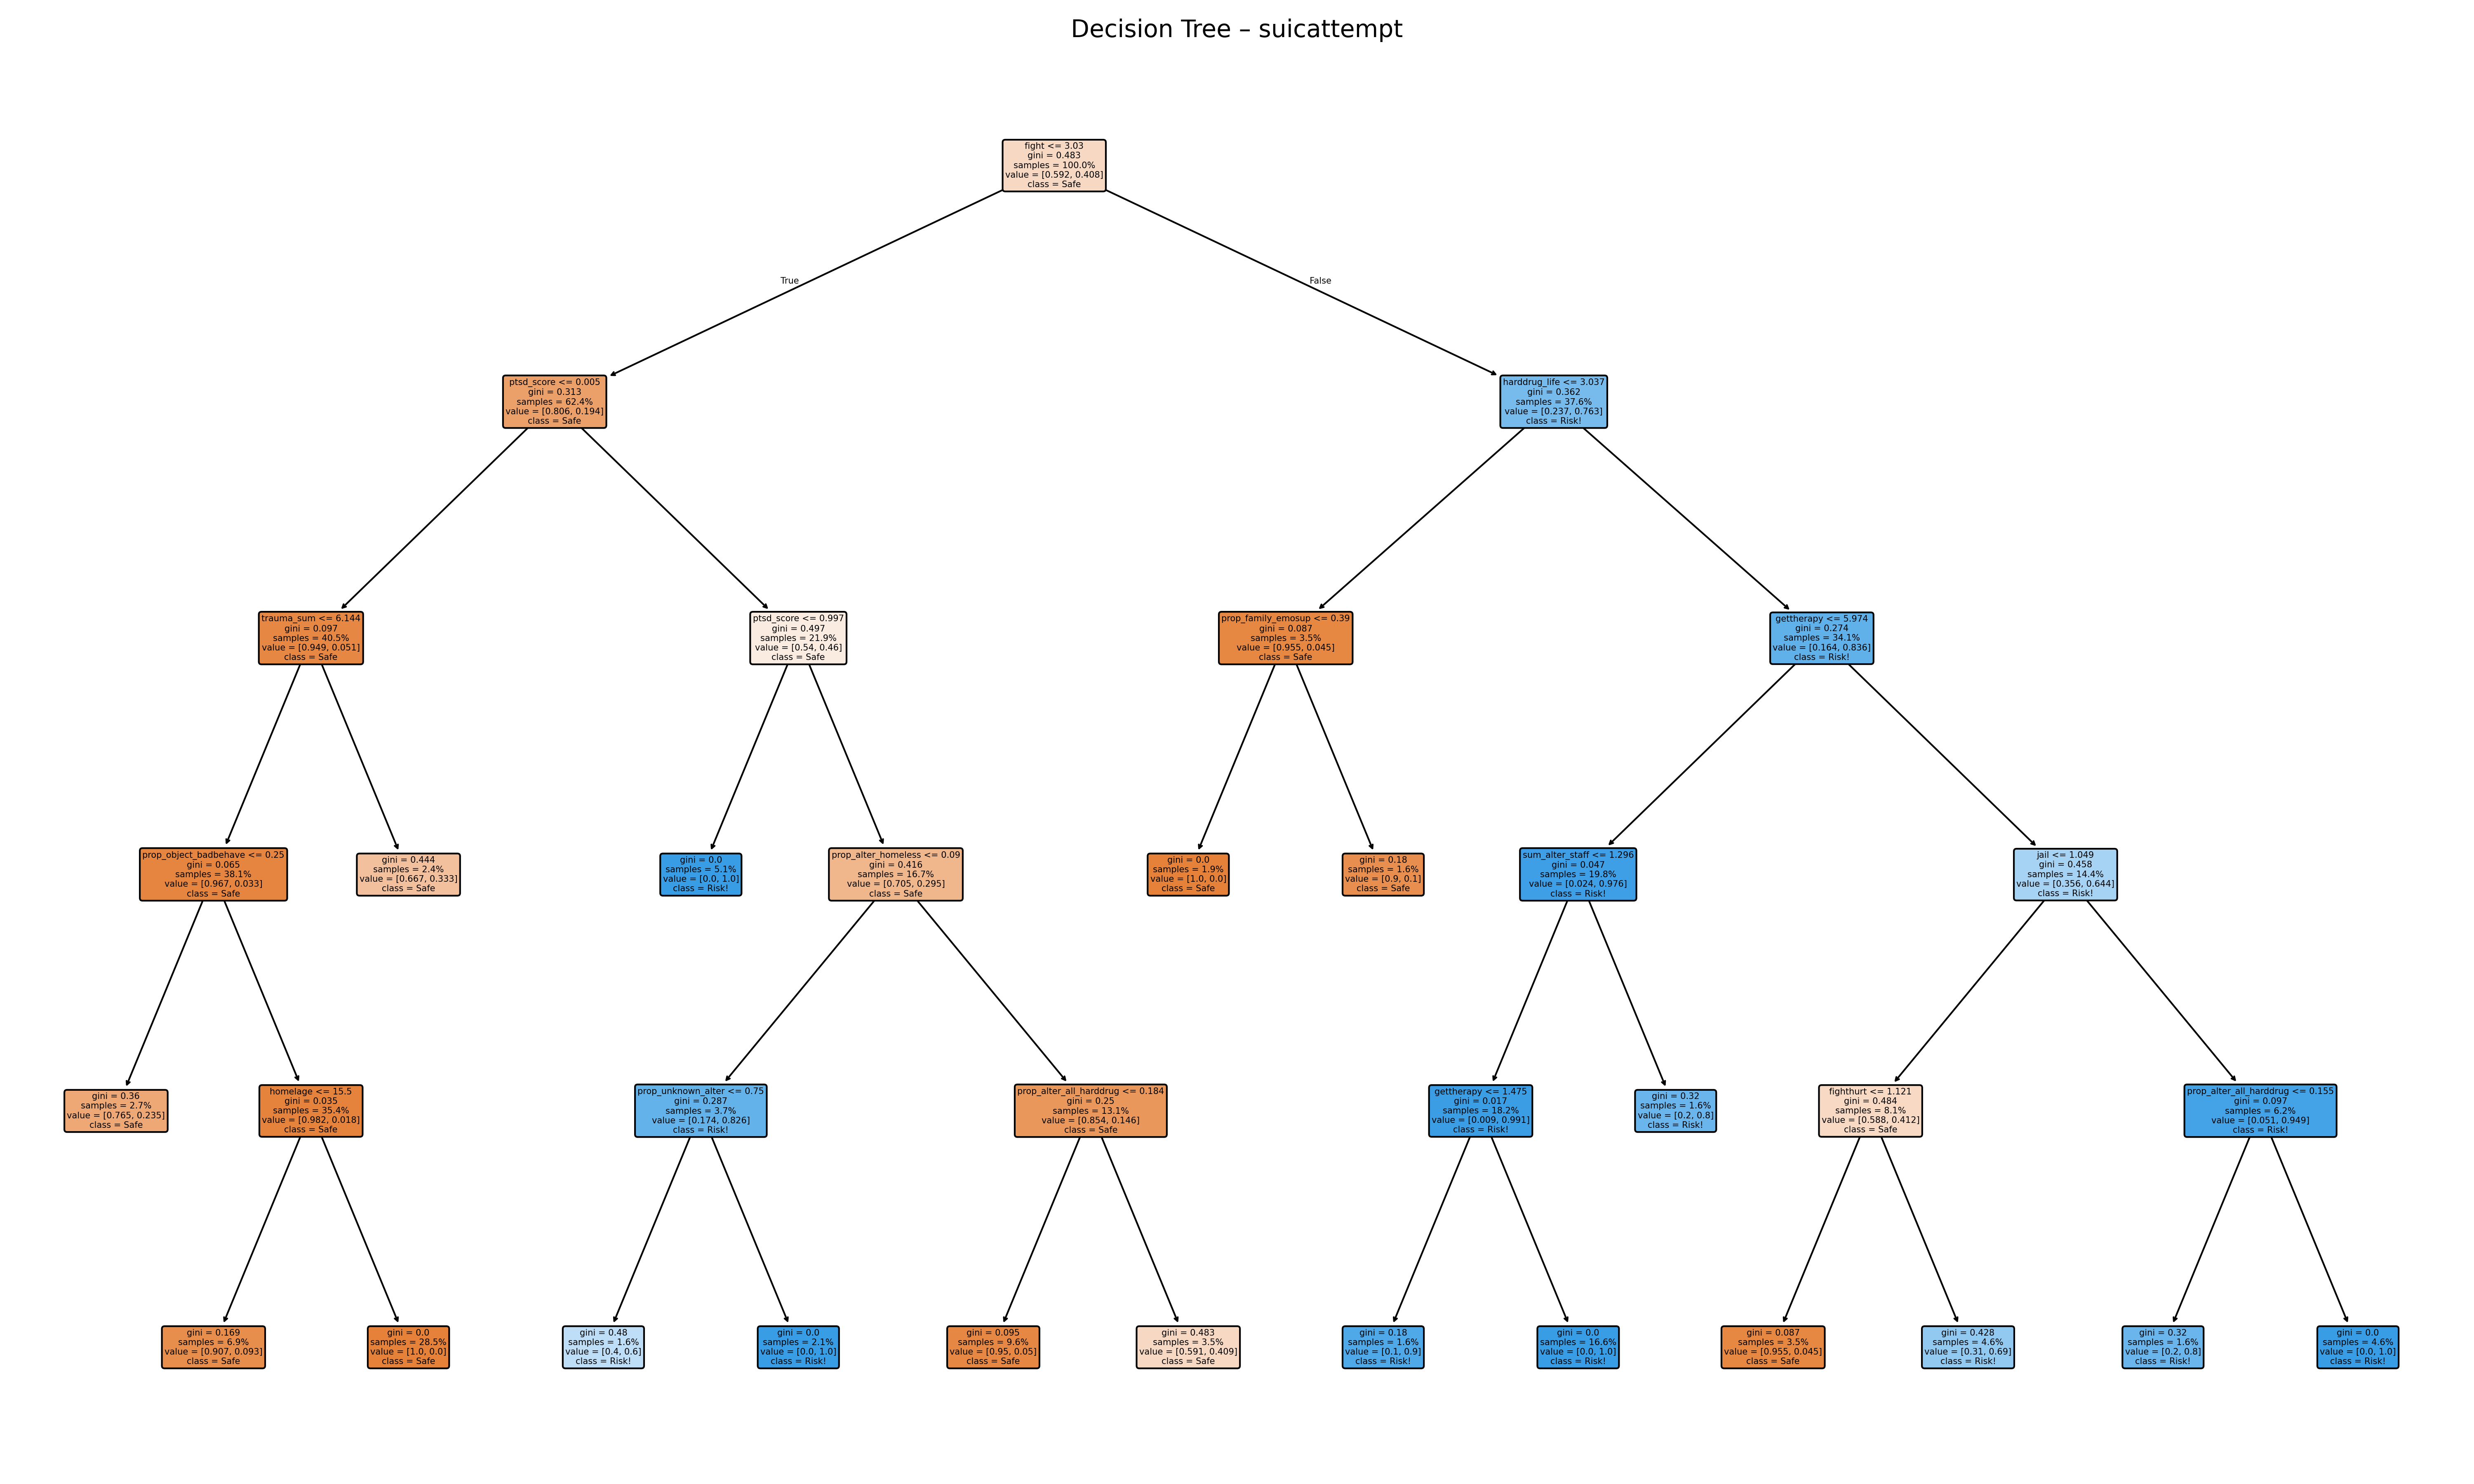 Decision Tree – suicattempt
fight <= 3.03
gini = 0.483
samples = 100.0%
value = [0.592, 0.408]
class = Safe
True
False
ptsd_score <= 0.005
gini = 0.313
samples = 62.4%
value = [0.806, 0.194]
class = Safe
harddrug_life <= 3.037
gini = 0.362
samples = 37.6%
value = [0.237, 0.763]
class = Risk!
trauma_sum <= 6.144
gini = 0.097
samples = 40.5%
value = [0.949, 0.051]
class = Safe
ptsd_score <= 0.997
gini = 0.497
samples = 21.9%
value = [0.54, 0.46]
class = Safe
prop_family_emosup <= 0.39
gini = 0.087
samples = 3.5%
value = [0.955, 0.045]
class = Safe
gettherapy <= 5.974
gini = 0.274
samples = 34.1%
value = [0.164, 0.836]
class = Risk!
prop_object_badbehave <= 0.25
gini = 0.065
samples = 38.1%
value = [0.967, 0.033]
class = Safe
gini = 0.444
samples = 2.4%
value = [0.667, 0.333]
class = Safe
gini = 0.0
samples = 5.1%
value = [0.0, 1.0]
class = Risk!
prop_alter_homeless <= 0.09
gini = 0.416
samples = 16.7%
value = [0.705, 0.295]
class = Safe
gini = 0.0
samples = 1.9%
value = [1.0, 0.0]
class = Safe
gini = 0.18
samples = 1.6%
value = [0.9, 0.1]
class = Safe
sum_alter_staff <= 1.296
gini = 0.047
samples = 19.8%
value = [0.024, 0.976]
class = Risk!
jail <= 1.049
gini = 0.458
samples = 14.4%
value = [0.356, 0.644]
class = Risk!
gini = 0.36
samples = 2.7%
value = [0.765, 0.235]
class = Safe
homelage <= 15.5
gini = 0.035
samples = 35.4%
value = [0.982, 0.018]
class = Safe
prop_unknown_alter <= 0.75
gini = 0.287
samples = 3.7%
value = [0.174, 0.826]
class = Risk!
prop_alter_all_harddrug <= 0.184
gini = 0.25
samples = 13.1%
value = [0.854, 0.146]
class = Safe
gettherapy <= 1.475
gini = 0.017
samples = 18.2%
value = [0.009, 0.991]
class = Risk!
gini = 0.32
samples = 1.6%
value = [0.2, 0.8]
class = Risk!
fighthurt <= 1.121
gini = 0.484
samples = 8.1%
value = [0.588, 0.412]
class = Safe
prop_alter_all_harddrug <= 0.155
gini = 0.097
samples = 6.2%
value = [0.051, 0.949]
class = Risk!
gini = 0.169
samples = 6.9%
value = [0.907, 0.093]
class = Safe
gini = 0.0
samples = 28.5%
value = [1.0, 0.0]
class = Safe
gini = 0.48
samples = 1.6%
value = [0.4, 0.6]
class = Risk!
gini = 0.0
samples = 2.1%
value = [0.0, 1.0]
class = Risk!
gini = 0.095
samples = 9.6%
value = [0.95, 0.05]
class = Safe
gini = 0.483
samples = 3.5%
value = [0.591, 0.409]
class = Safe
gini = 0.18
samples = 1.6%
value = [0.1, 0.9]
class = Risk!
gini = 0.0
samples = 16.6%
value = [0.0, 1.0]
class = Risk!
gini = 0.087
samples = 3.5%
value = [0.955, 0.045]
class = Safe
gini = 0.428
samples = 4.6%
value = [0.31, 0.69]
class = Risk!
gini = 0.32
samples = 1.6%
value = [0.2, 0.8]
class = Risk!
gini = 0.0
samples = 4.6%
value = [0.0, 1.0]
class = Risk!